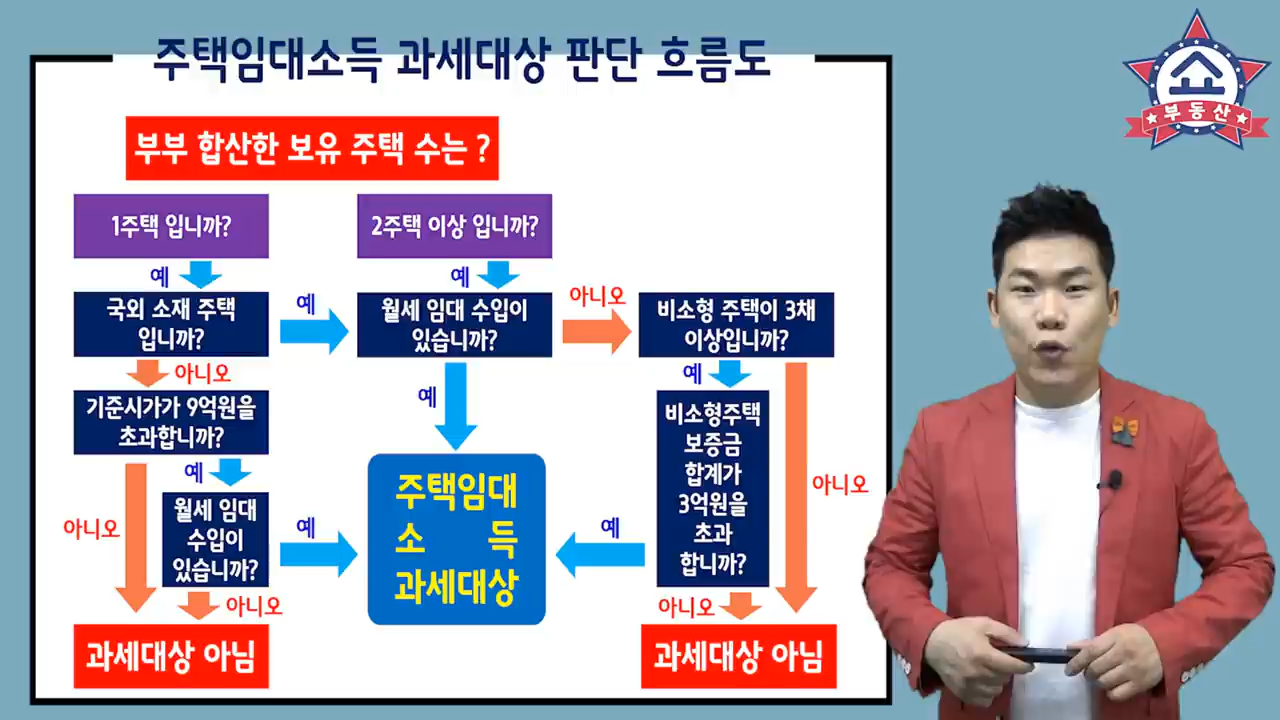 주택임대소득 과세대상 판단 흐름도
부동산
부부 합산한 보유 주택 수는 ?
1주택 입니까?
2주택 이상 입니까?
예
예
국외 소재 주택
입니까?
예
월세 임대 수입이
있습니까?
아니오
비소형 주택이 3채
이상입니까?
아니오
예
예
기준시가가 9억원을
초과합니까?
비소형주택
보증금
합계가
3억원을
초과
합니까?
아니오
예
아니오
월세 임대
수입이
있습니까?
예
주택임대
소 득
과세대상
예
아니오
아니오
과세대상 아님
과세대상 아님